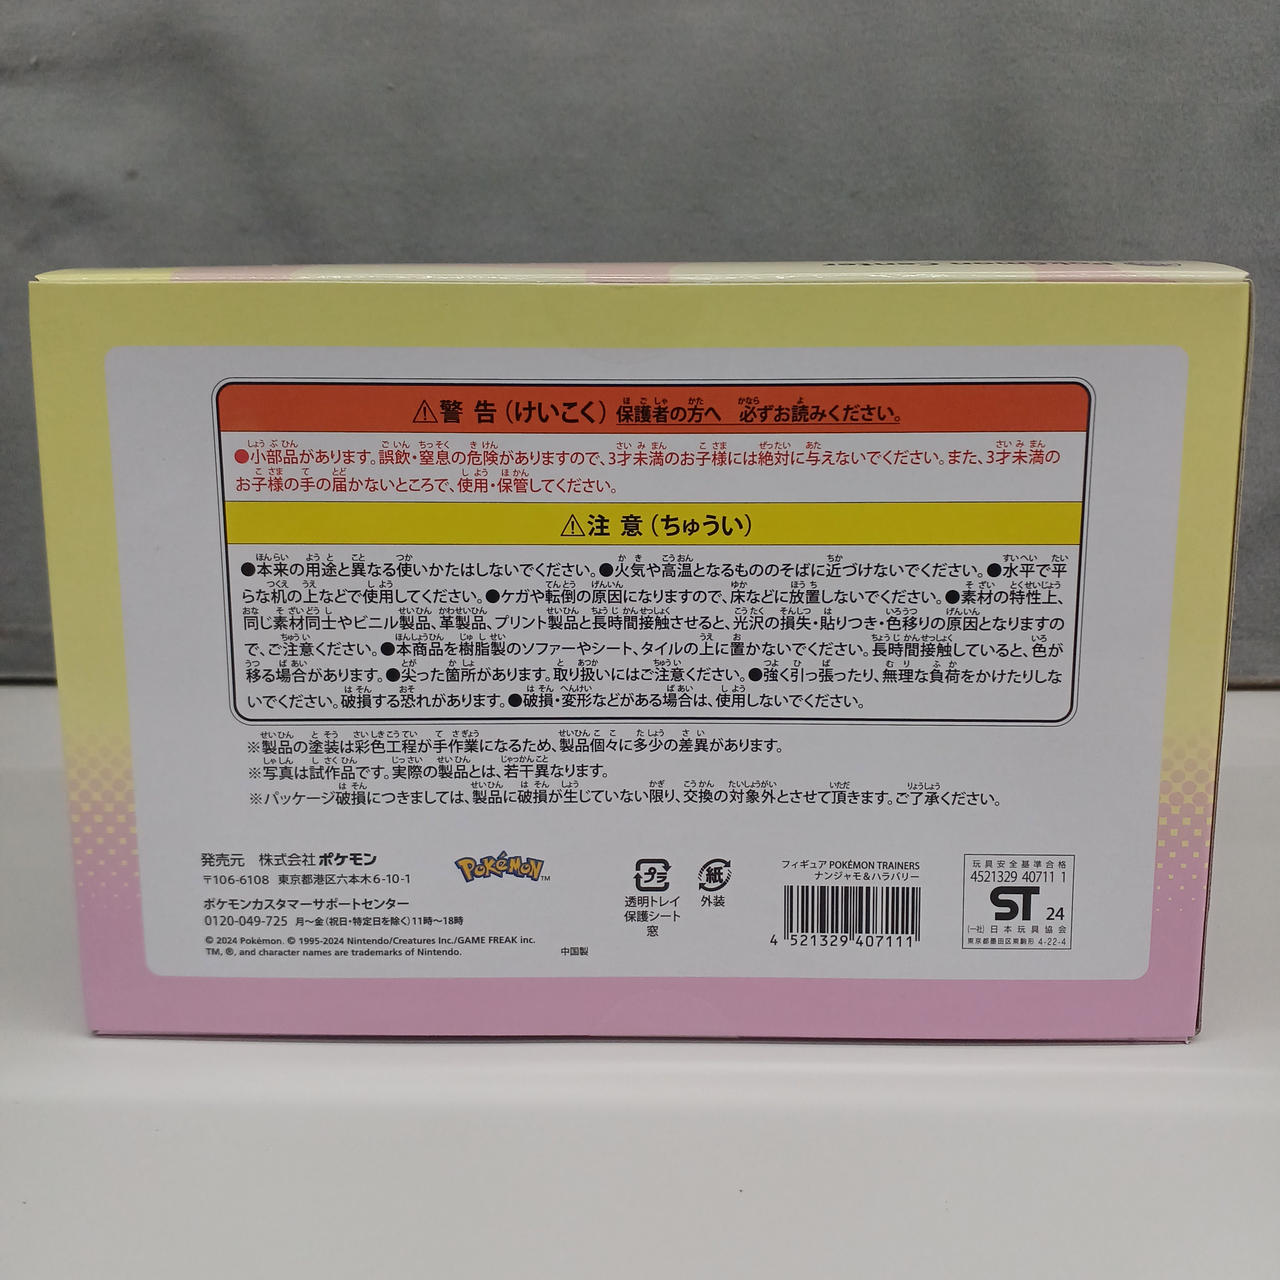 Pokémon Center
⚠警告(けいこく) 保護者の方へ 必ずお読みください。
●小部品があります。誤飲・窒息の危険がありますので、3才未満のお子様には絶対に与えないでください。また、3才未満の
お子様の手の届かないところで、使用・保管してください。
⚠注意(ちゅうい)
●本来の用途と異なる使いかたはしないでください。●火気や高温となるもののそばに近づけないでください。●水平で平
らな机の上などで使用してください。●ケガや転倒の原因になりますので、床などに放置しないでください。●素材の特性上、
同じ素材同士やビニル製品、革製品、プリント製品と長時間接触させると、光沢の損失・貼りつき・色移りの原因となりますの
で、ご注意ください。●本商品を樹脂製のソファーやシート、タイルの上に置かないでください。長時間接触していると、色が
移る場合があります。●尖った箇所があります。取り扱いにはご注意ください。●強く引っ張ったり、無理な負荷をかけたりしな
いでください。破損する恐れがあります。●破損・変形などがある場合は、使用しないでください。
※製品の塗装は彩色工程が手作業になるため、製品個々に多少の差異があります。
※写真は試作品です。実際の製品とは、若干異なります。
※パッケージ破損につきましては、製品に破損が生じていない限り、交換の対象外とさせて頂きます。ご了承ください。
発売元 株式会社ポケモン
〒106-6108 東京都港区六本木6-10-1
ポケモンカスタマーサポートセンター
0120-049-725 月〜金(祝日・特定日を除く)11時〜18時
© 2024 Pokémon. © 1995-2024 Nintendo/Creatures Inc./GAME FREAK inc.
TM, ®, and character names are trademarks of Nintendo.
中国製
POKÉMON TM
プラ
透明トレイ
保護シート
窓
紙
外装
フィギュア POKÉMON TRAINERS
ナンジャモ&ハラバリー
4 521329 407111
玩具安全基準合格
4521329 40711 1
ST 24
(一社)日本玩具協会
東京都墨田区東駒形 4-22-4